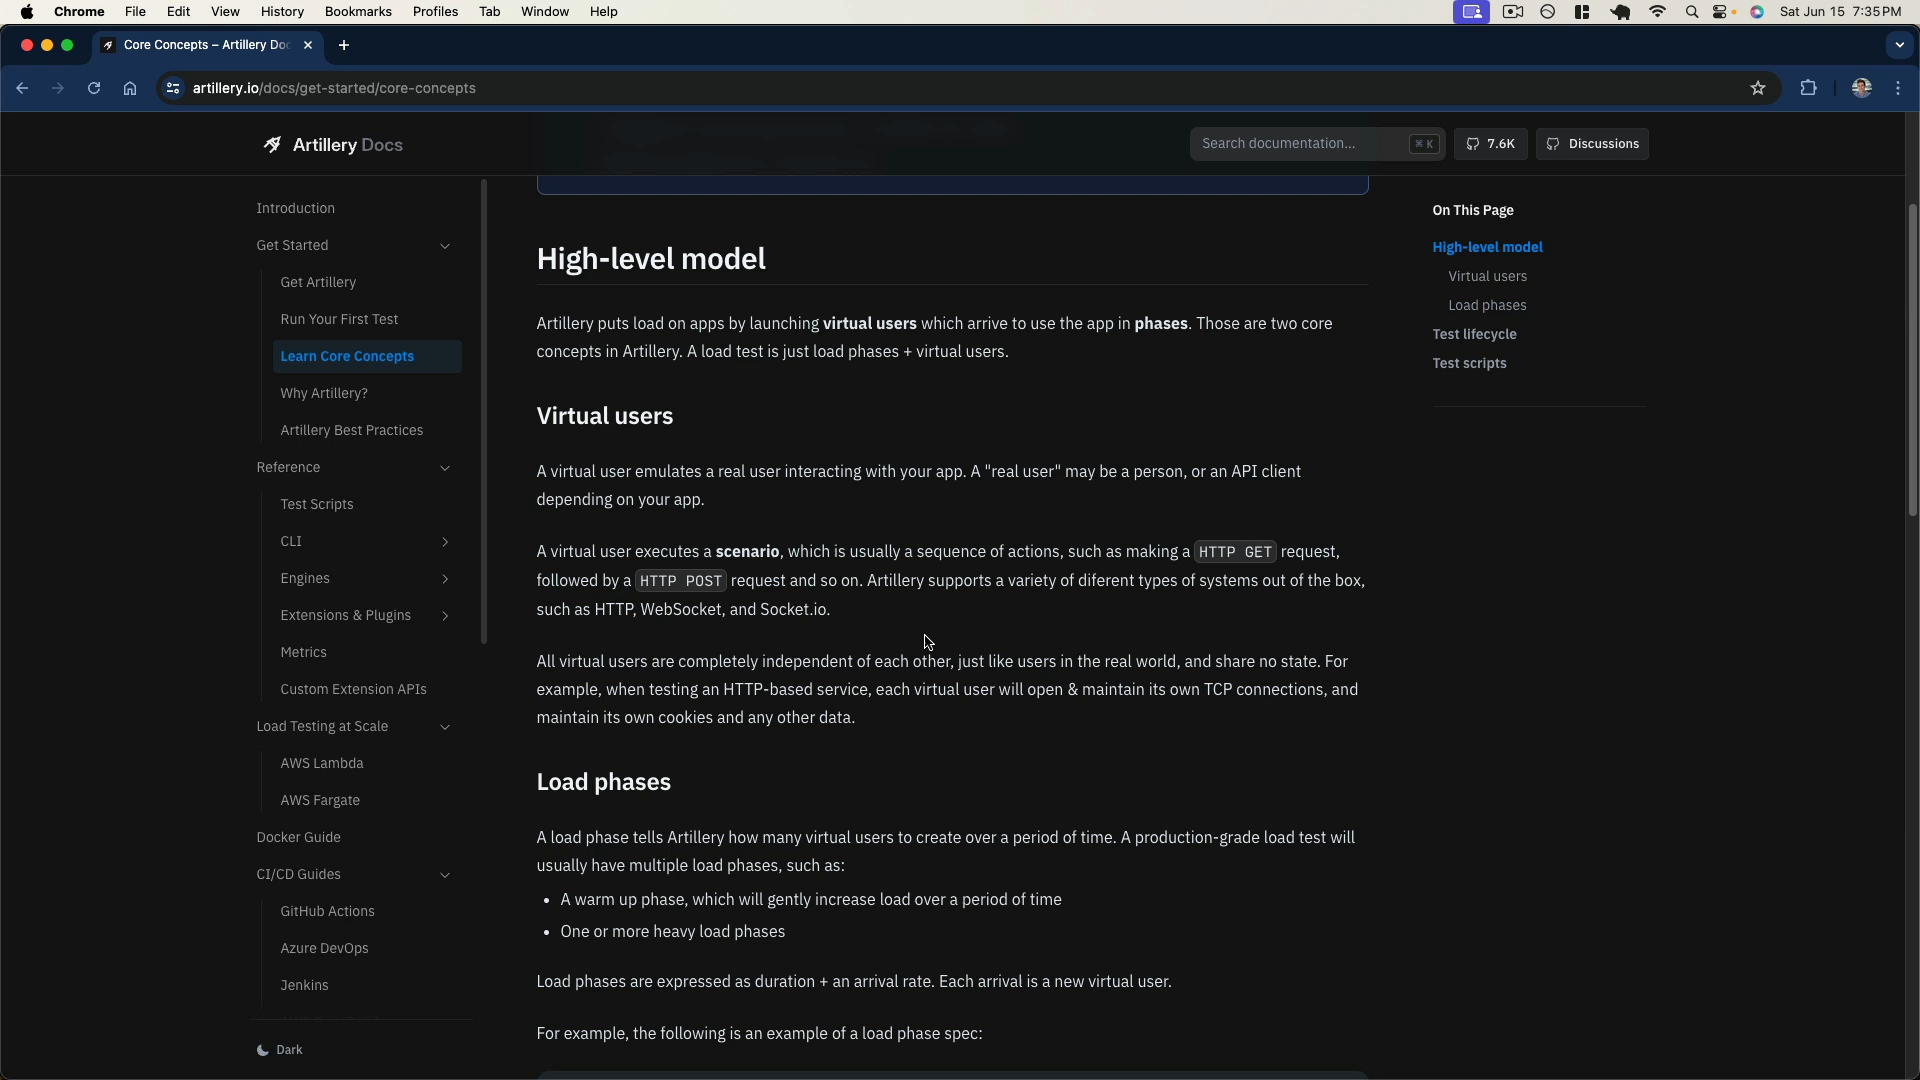 Chrome File Edit View History Bookmarks Profiles Tab Window Help Sat Jun 15 7:35 PM
Core Concepts – Artillery Doc
artillery.io/docs/get-started/core-concepts
Artillery Docs
Search documentation...
⌘ K
7.6K
Discussions
Introduction
Get Started
Get Artillery
Run Your First Test
Learn Core Concepts
Why Artillery?
Artillery Best Practices
Reference
Test Scripts
CLI
Engines
Extensions & Plugins
Metrics
Custom Extension APIs
Load Testing at Scale
AWS Lambda
AWS Fargate
Docker Guide
CI/CD Guides
GitHub Actions
Azure DevOps
Jenkins
Dark
High-level model
Artillery puts load on apps by launching virtual users which arrive to use the app in phases. Those are two core
concepts in Artillery. A load test is just load phases + virtual users.
Virtual users
A virtual user emulates a real user interacting with your app. A "real user" may be a person, or an API client
depending on your app.
A virtual user executes a scenario, which is usually a sequence of actions, such as making a HTTP GET request,
followed by a HTTP POST request and so on. Artillery supports a variety of diferent types of systems out of the box,
such as HTTP, WebSocket, and Socket.io.
All virtual users are completely independent of each other, just like users in the real world, and share no state. For
example, when testing an HTTP-based service, each virtual user will open & maintain its own TCP connections, and
maintain its own cookies and any other data.
Load phases
A load phase tells Artillery how many virtual users to create over a period of time. A production-grade load test will
usually have multiple load phases, such as:
• A warm up phase, which will gently increase load over a period of time
• One or more heavy load phases
Load phases are expressed as duration + an arrival rate. Each arrival is a new virtual user.
For example, the following is an example of a load phase spec:
On This Page
High-level model
Virtual users
Load phases
Test lifecycle
Test scripts